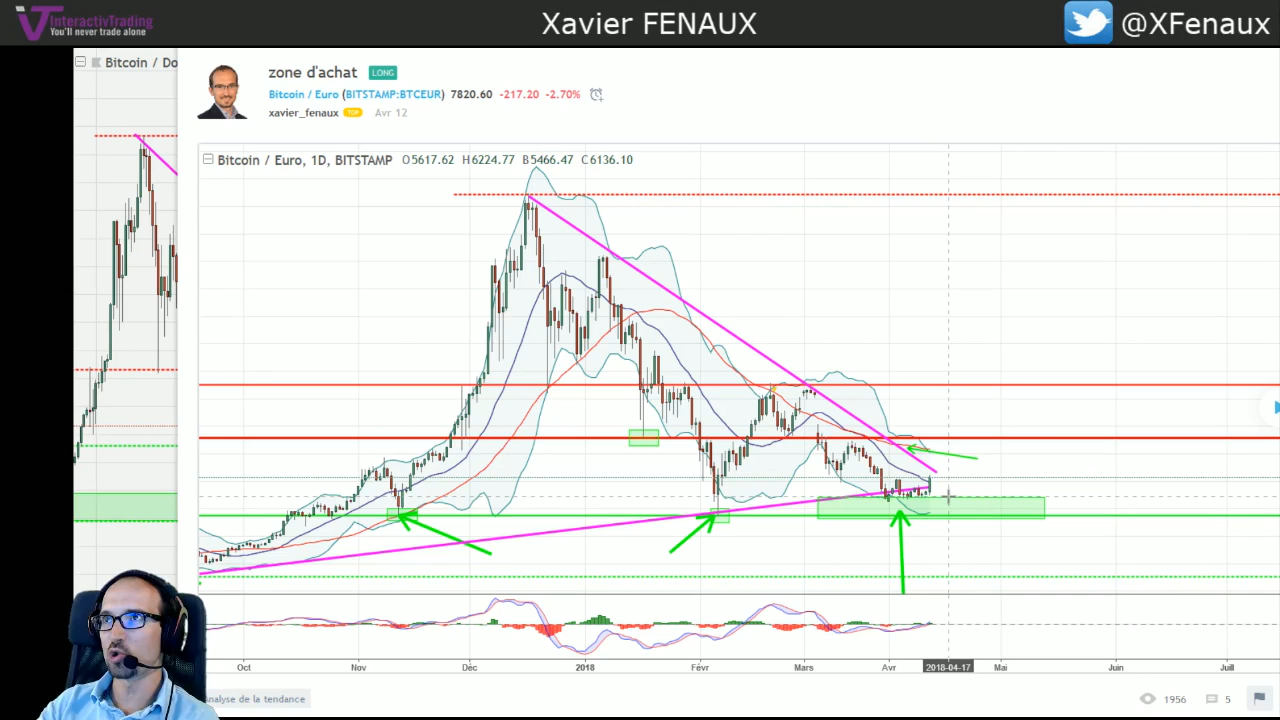 InteractivTrading
You'll never trade alone
Xavier FENAUX
@XFenaux
Bitcoin / Do
zone d'achat LONG
Bitcoin / Euro (BITSTAMP:BTCEUR) 7820.60 -217.20 -2.70%
xavier_fenaux TOP Avr 12
Bitcoin / Euro, 1D, BITSTAMP O5617.62 H6224.77 B5466.47 C6136.10
Oct Nov Déc 2018 Févr Mars Avr 2018-04-17 Mai Juin Juil
nalyse de la tendance
1956 5